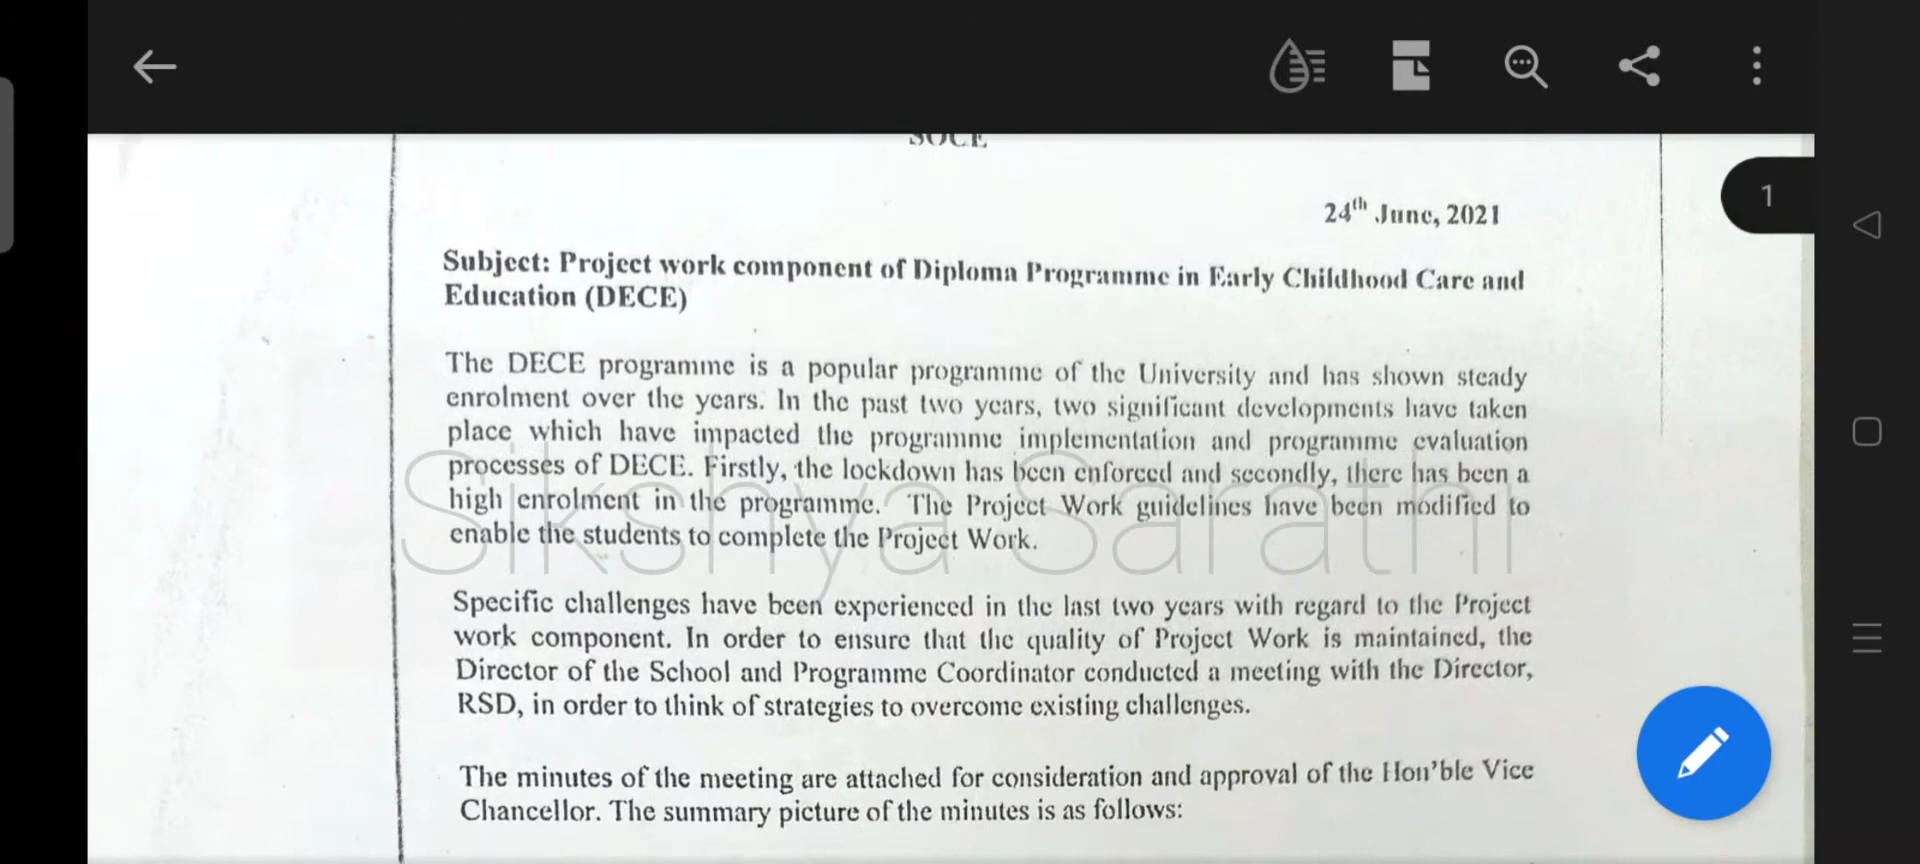 SOCE
1
24th June, 2021
Subject: Project work component of Diploma Programme in Early Childhood Care and
Education (DECE)
The DECE programme is a popular programme of the University and has shown steady
enrolment over the years. In the past two years, two significant developments have taken
place which have impacted the programme implementation and programme evaluation
processes of DECE. Firstly, the lockdown has been enforced and secondly, there has been a
high enrolment in the programme. The Project Work guidelines have been modified to
enable the students to complete the Project Work.
Sikshya Sarathi
Specific challenges have been experienced in the last two years with regard to the Project
work component. In order to ensure that the quality of Project Work is maintained, the
Director of the School and Programme Coordinator conducted a meeting with the Director,
RSD, in order to think of strategies to overcome existing challenges.
The minutes of the meeting are attached for consideration and approval of the Hon'ble Vice
Chancellor. The summary picture of the minutes is as follows: